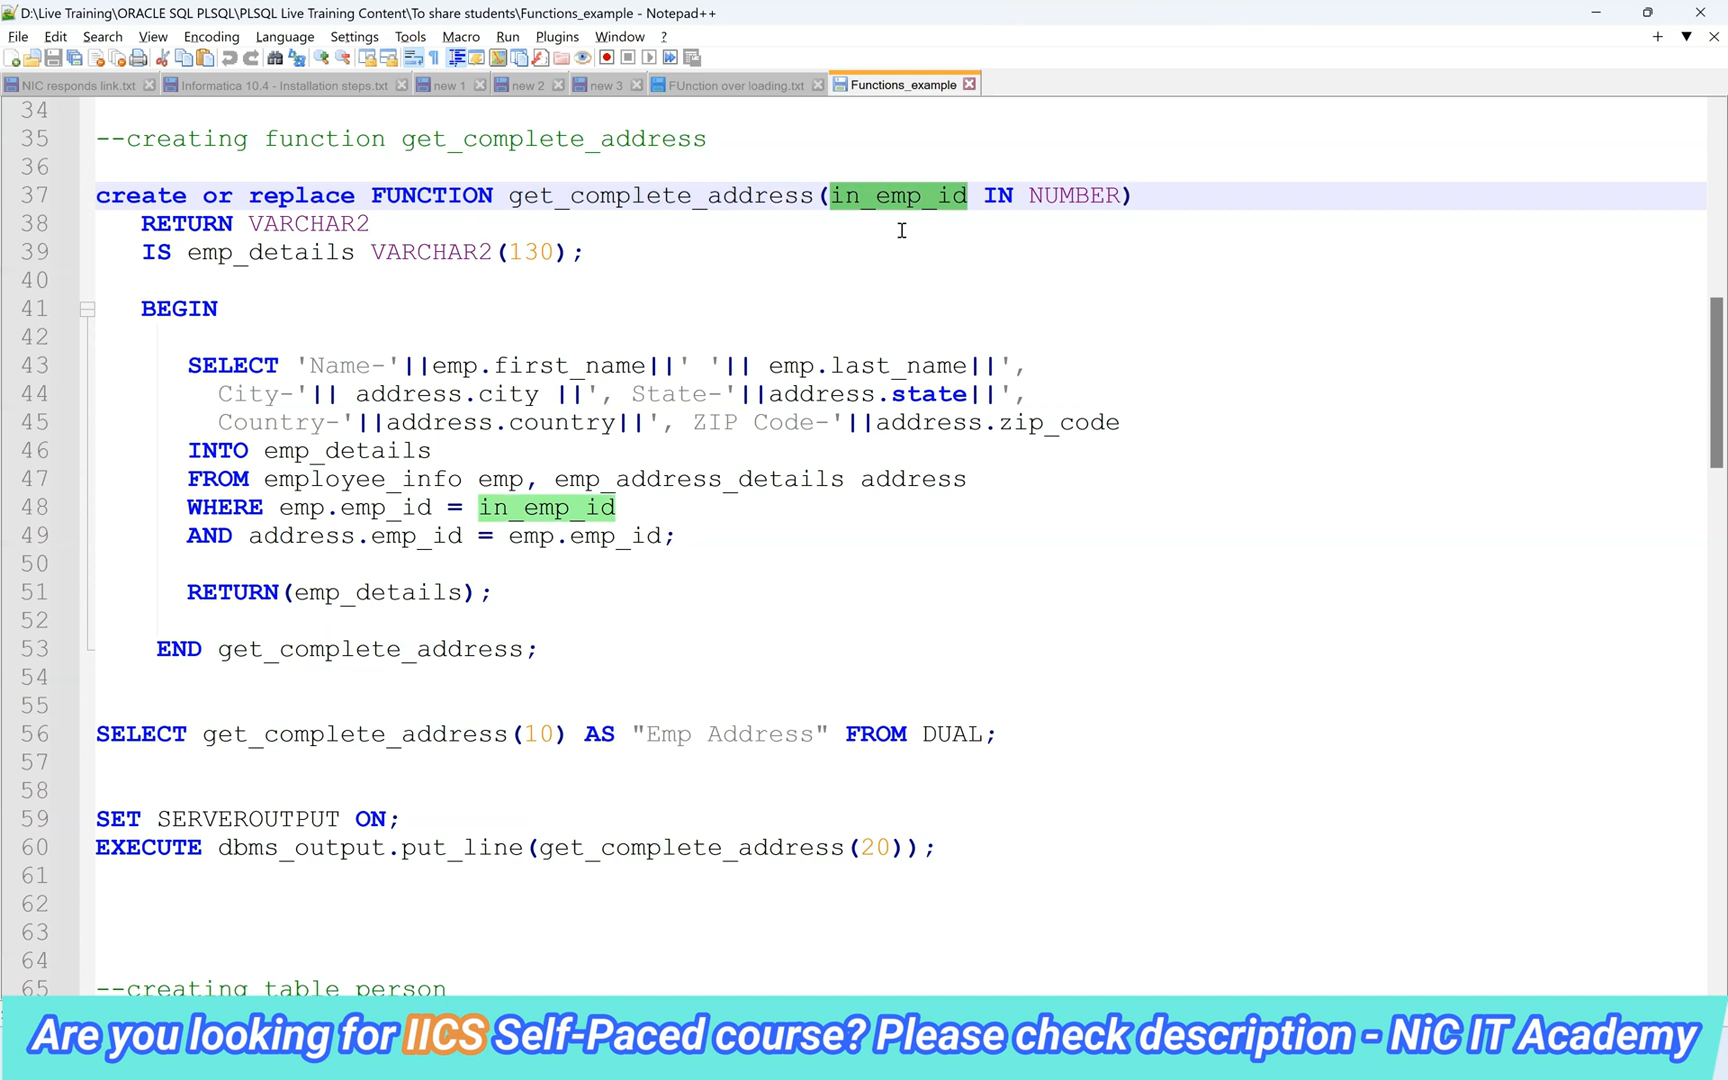 D:\Live Training\ORACLE SQL PLSQL\PLSQL Live Training Content\To share students\Functions_example - Notepad++
File Edit Search View Encoding Language Settings Tools Macro Run Plugins Window ?
NIC responds link.txt Informatica 10.4 - Installation steps.txt new 1 new 2 new 3 FUnction over loading.txt Functions_example
34
35 --creating function get_complete_address
36
37 create or replace FUNCTION get_complete_address(in_emp_id IN NUMBER)
38 RETURN VARCHAR2
39 IS emp_details VARCHAR2(130);
40
41 BEGIN
42
43 SELECT 'Name-'||emp.first_name||' '|| emp.last_name||',
44 City-'|| address.city ||', State-'||address.state||',
45 Country-'||address.country||', ZIP Code-'||address.zip_code
46 INTO emp_details
47 FROM employee_info emp, emp_address_details address
48 WHERE emp.emp_id = in_emp_id
49 AND address.emp_id = emp.emp_id;
50
51 RETURN(emp_details);
52
53 END get_complete_address;
54
55
56 SELECT get_complete_address(10) AS "Emp Address" FROM DUAL;
57
58
59 SET SERVEROUTPUT ON;
60 EXECUTE dbms_output.put_line(get_complete_address(20));
61
62
63
64
65 --creating table person
Are you looking for IICS Self-Paced course? Please check description - NiC IT Academy